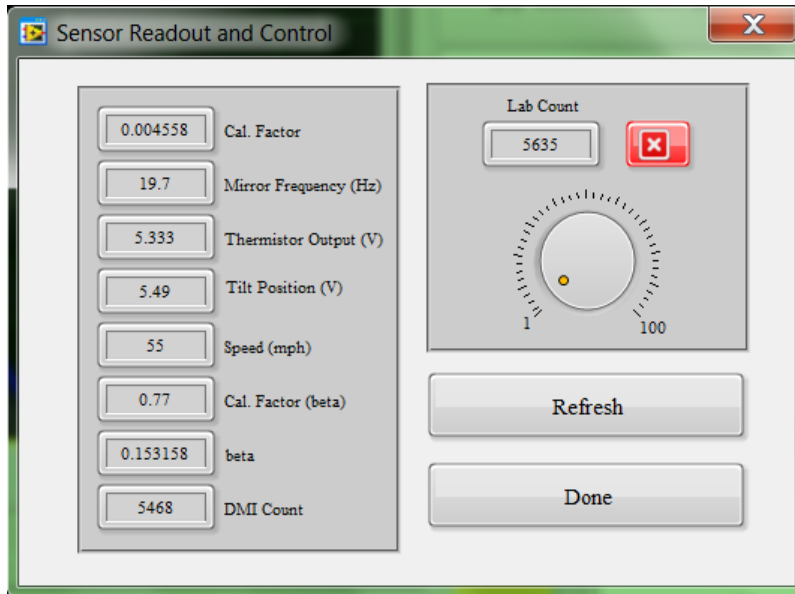 Sensor Readout and Control
0.004558 Cal. Factor
19.7 Mirror Frequency (Hz)
5.333 Thermistor Output (V)
5.49 Tilt Position (V)
55 Speed (mph)
0.77 Cal. Factor (beta)
0.153158 beta
5468 DMI Count
Lab Count
5635
1 100
Refresh
Done